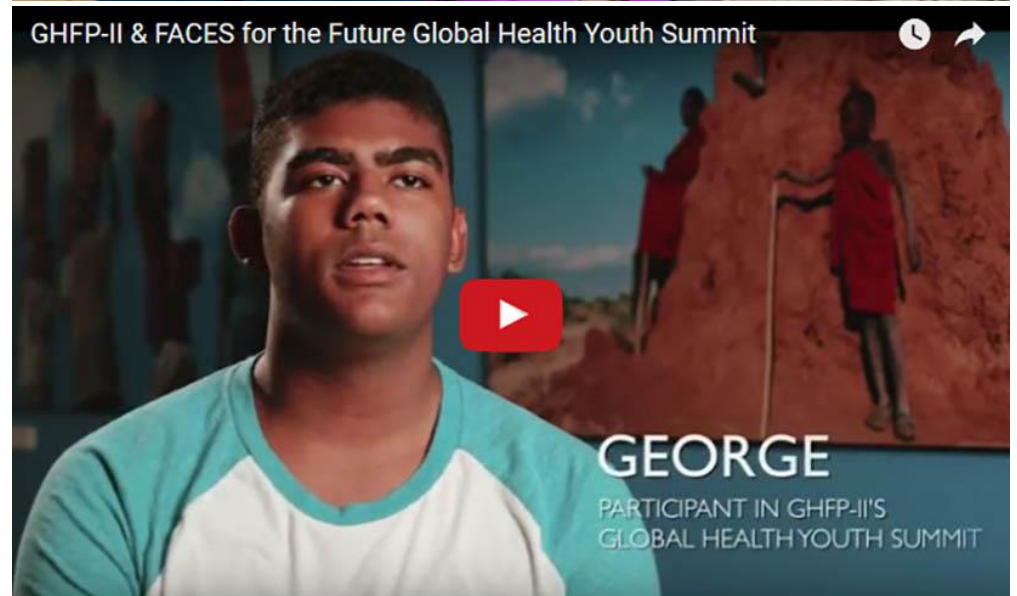 GHFP-II & FACES for the Future Global Health Youth Summit
GEORGE
PARTICIPANT IN GHFP-II'S
GLOBAL HEALTH YOUTH SUMMIT